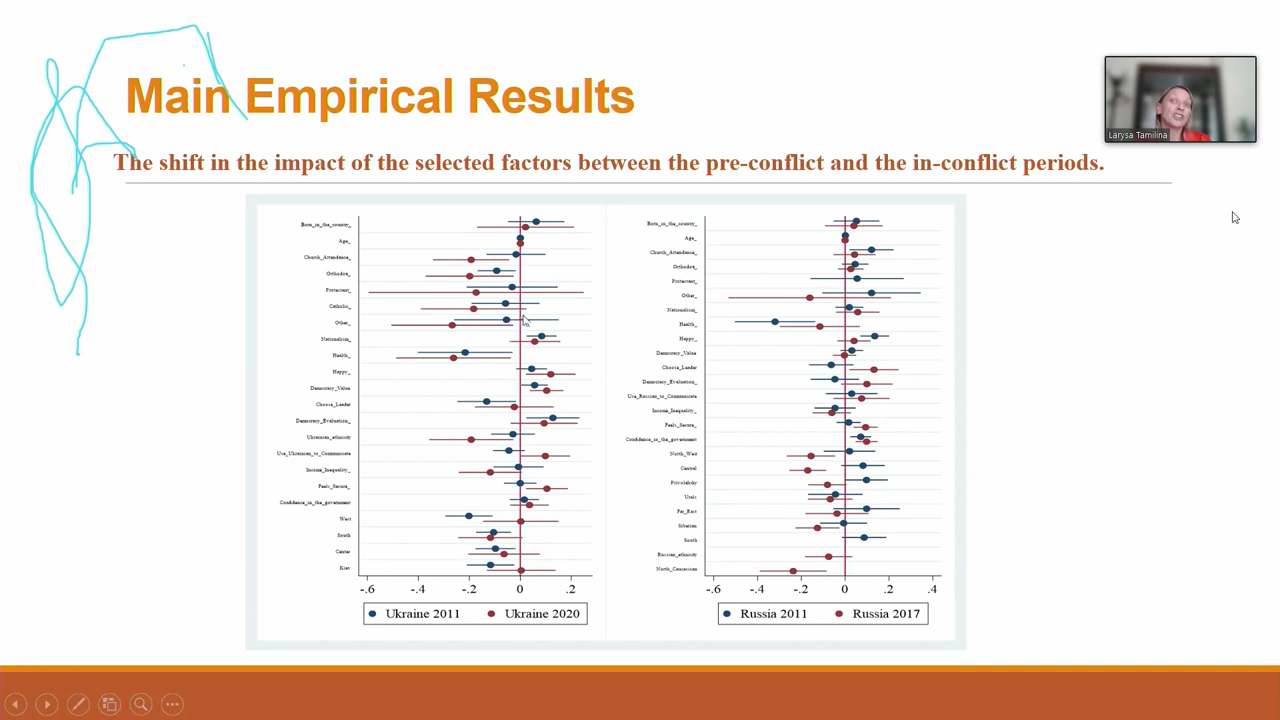 Main Empirical Results
Larysa Tamilina
The shift in the impact of the selected factors between the pre-conflict and the in-conflict periods.
Born_in_the_country_
Age_
Church_Attendence_
Orthodox_
Protestant_
Catholic_
Other_
Nationalism_
Health_
Happy_
Democracy_Value
Choose_Leader
Democracy_Evaluation_
Ukrainian_ethnicity
Use_Ukrainian_to_Communicate
Income_Inequality_
Feels_Secure_
Confidence_in_the_government
West
South
Center
Kiev
-.6 -.4 -.2 0 .2
Ukraine 2011 Ukraine 2020
Born_in_the_country_
Age_
Church_Attendence_
Orthodox_
Protestant_
Other_
Nationalism_
Health_
Happy_
Democracy_Value
Choose_Leader
Democracy_Evaluation_
Use_Russian_to_Communicate
Income_Inequality_
Feels_Secure_
Confidence_in_the_government
North_West
Central
Privolzhsky
Urals
Far_East
Siberian
South
Russian_ethnicity
North_Caucasian
-.6 -.4 -.2 0 .2 .4
Russia 2011 Russia 2017